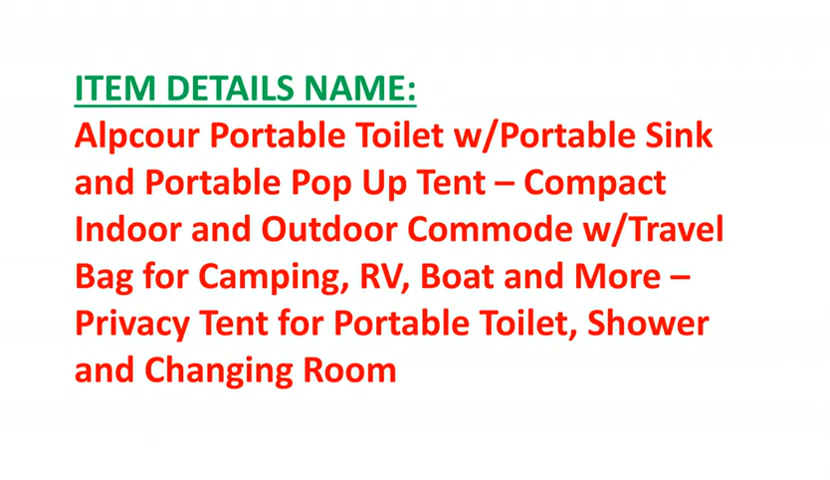 ITEM DETAILS NAME:
Alpcour Portable Toilet w/Portable Sink
and Portable Pop Up Tent – Compact
Indoor and Outdoor Commode w/Travel
Bag for Camping, RV, Boat and More –
Privacy Tent for Portable Toilet, Shower
and Changing Room